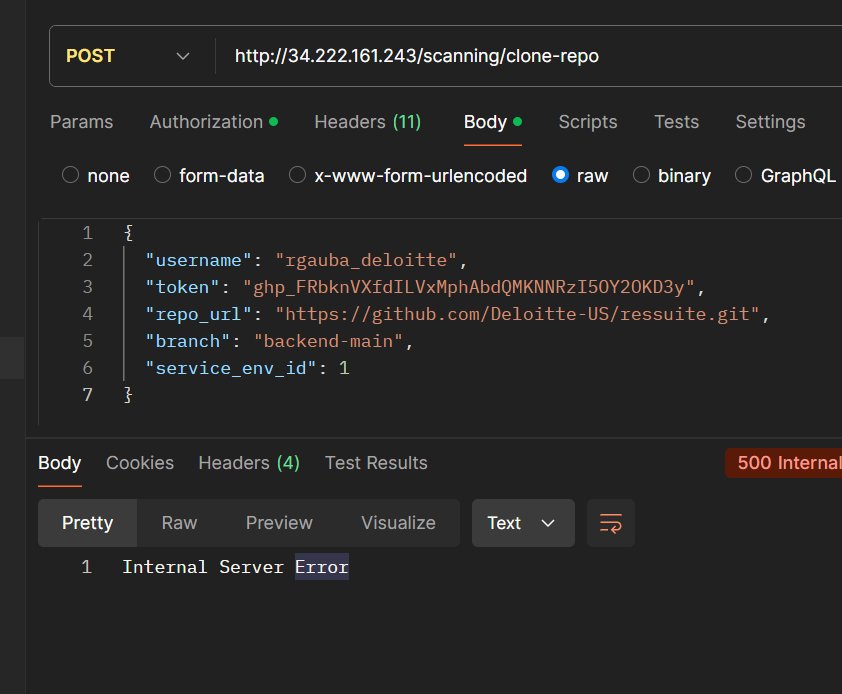 POST http://34.222.161.243/scanning/clone-repo
Params Authorization Headers (11) Body Scripts Tests Settings
none form-data x-www-form-urlencoded raw binary GraphQL
1 {
2 "username": "rgauba_deloitte",
3 "token": "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",
4 "repo_url": "https://github.com/Deloitte-US/ressuite.git",
5 "branch": "backend-main",
6 "service_env_id": 1
7 }
Body Cookies Headers (4) Test Results 500 Internal
Pretty Raw Preview Visualize Text
1 Internal Server Error